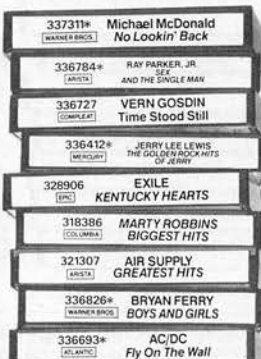 337311* Michael McDonald
WARNER BROS. No Lookin' Back
336784* RAY PARKER, JR.
ARISTA SEX
AND THE SINGLE MAN
336727 VERN GOSDIN
COMPLEAT Time Stood Still
336412* JERRY LEE LEWIS
MERCURY THE GOLDEN ROCK HITS
OF JERRY
328906 EXILE
EPIC KENTUCKY HEARTS
318386 MARTY ROBBINS
COLUMBIA BIGGEST HITS
321307 AIR SUPPLY
ARISTA GREATEST HITS
336826* BRYAN FERRY
WARNER BROS. BOYS AND GIRLS
336693* AC/DC
ATLANTIC Fly On The Wall